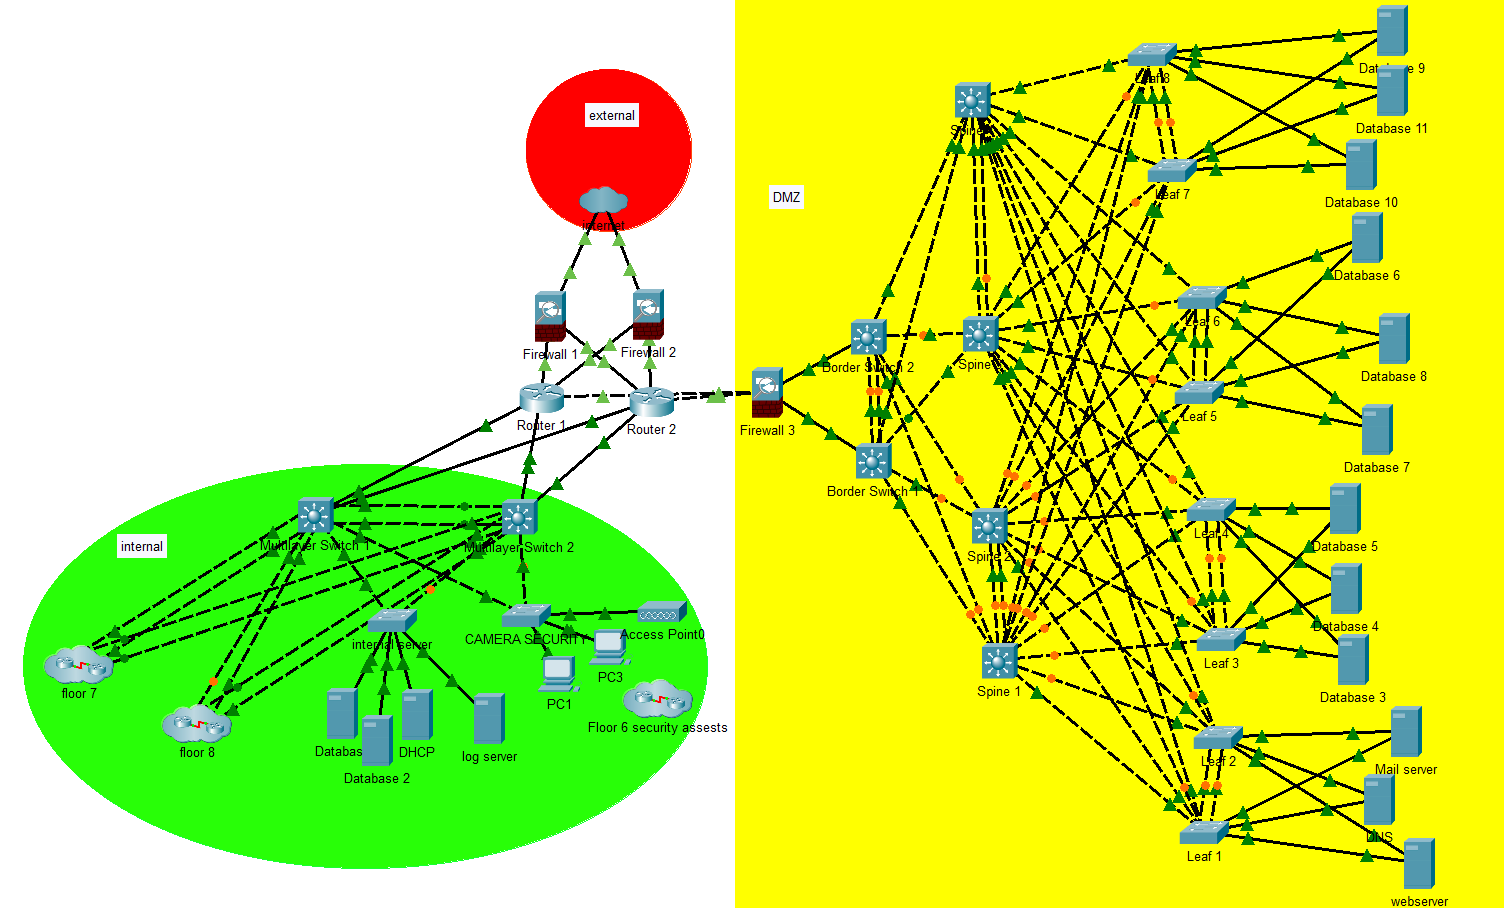 external
internet
Firewall 1
Firewall 2
Router 1
Router 2
DMZ
Firewall 3
Border Switch 2
Border Switch 1
Spine
Spine
Spine 2
Spine 1
Leaf 8
Leaf 7
Leaf 6
Leaf 5
Leaf 4
Leaf 3
Leaf 2
Leaf 1
Database 9
Database 11
Database 10
Database 6
Database 8
Database 7
Database 5
Database 4
Database 3
Mail server
DNS
webserver
internal
Multilayer Switch 1
Multilayer Switch 2
internal server
CAMERA SECURITY
Access Point0
PC3
PC1
floor 7
floor 8
Floor 6 security assests
Databas
Database 2
DHCP
log server